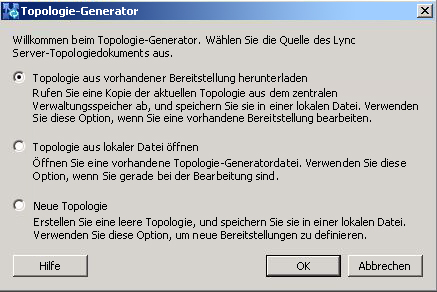 Topologie-Generator
Willkommen beim Topologie-Generator. Wählen Sie die Quelle des Lync
Server-Topologiedokuments aus.
Topologie aus vorhandener Bereitstellung herunterladen
Rufen Sie eine Kopie der aktuellen Topologie aus dem zentralen
Verwaltungsspeicher ab, und speichern Sie sie in einer lokalen Datei. Verwenden
Sie diese Option, wenn Sie eine vorhandene Bereitstellung bearbeiten.
Topologie aus lokaler Datei öffnen
Öffnen Sie eine vorhandene Topologie-Generatordatei. Verwenden Sie diese
Option, wenn Sie gerade bei der Bearbeitung sind.
Neue Topologie
Erstellen Sie eine leere Topologie, und speichern Sie sie in einer lokalen Datei.
Verwenden Sie diese Option, um neue Bereitstellungen zu definieren.
Hilfe OK Abbrechen